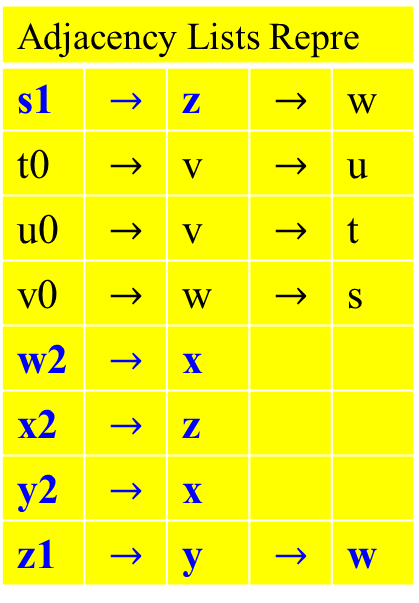 Adjacency Lists Repre
s1 → z → w
t0 → v → u
u0 → v → t
v0 → w → s
w2 → x
x2 → z
y2 → x
z1 → y → w